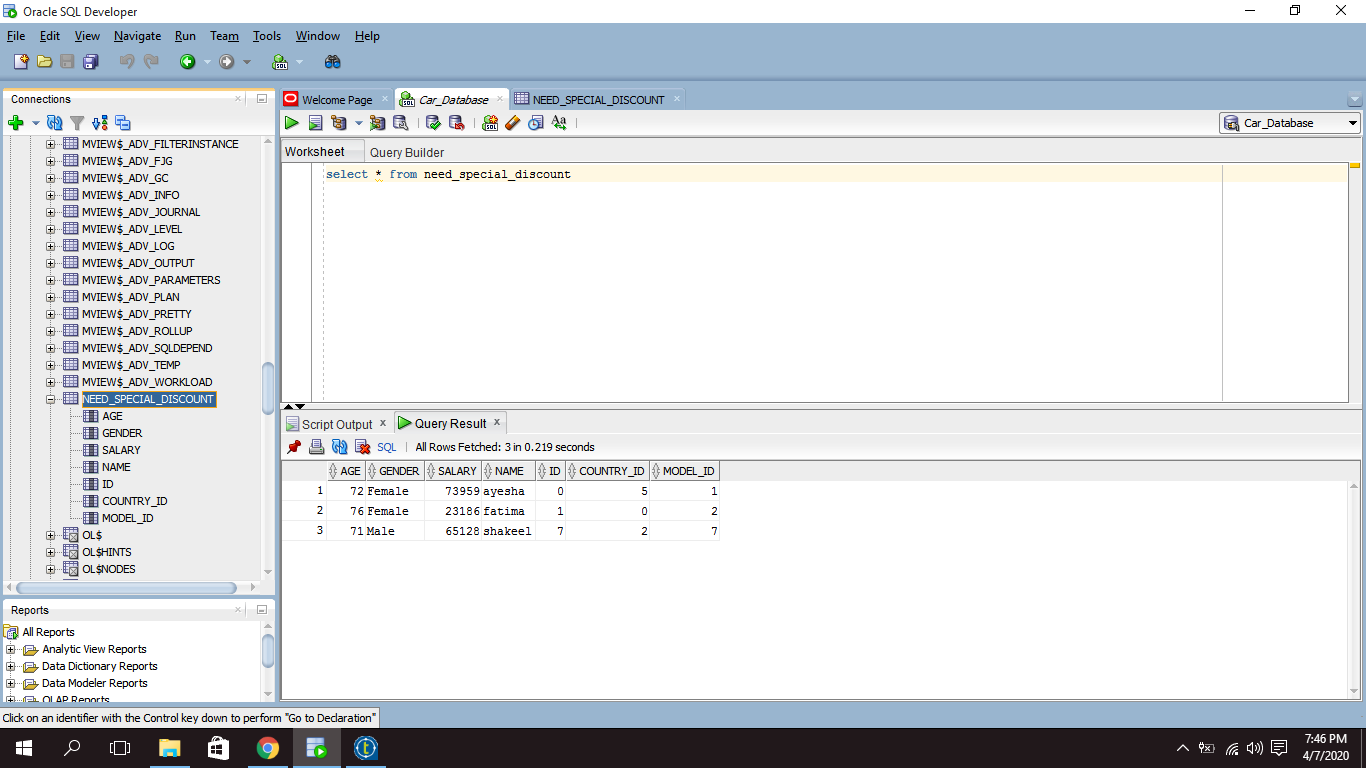 Oracle SQL Developer
File Edit View Navigate Run Team Tools Window Help
Connections
MVIEW$_ADV_FILTERINSTANCE
MVIEW$_ADV_FJG
MVIEW$_ADV_GC
MVIEW$_ADV_INFO
MVIEW$_ADV_JOURNAL
MVIEW$_ADV_LEVEL
MVIEW$_ADV_LOG
MVIEW$_ADV_OUTPUT
MVIEW$_ADV_PARAMETERS
MVIEW$_ADV_PLAN
MVIEW$_ADV_PRETTY
MVIEW$_ADV_ROLLUP
MVIEW$_ADV_SQLDEPEND
MVIEW$_ADV_TEMP
MVIEW$_ADV_WORKLOAD
NEED_SPECIAL_DISCOUNT
AGE
GENDER
SALARY
NAME
ID
COUNTRY_ID
MODEL_ID
OL$
OL$HINTS
OL$NODES
Reports
All Reports
Analytic View Reports
Data Dictionary Reports
Data Modeler Reports
OLAP Reports
Welcome Page Car_Database NEED_SPECIAL_DISCOUNT
Car_Database
Worksheet Query Builder
select * from need_special_discount
Script Output x Query Result x
SQL All Rows Fetched: 3 in 0.219 seconds
AGE GENDER SALARY NAME ID COUNTRY_ID MODEL_ID
1 72 Female 73959 ayesha 0 5 1
2 76 Female 23186 fatima 1 0 2
3 71 Male 65128 shakeel 7 2 7
Click on an identifier with the Control key down to perform "Go to Declaration"
7:46 PM
4/7/2020